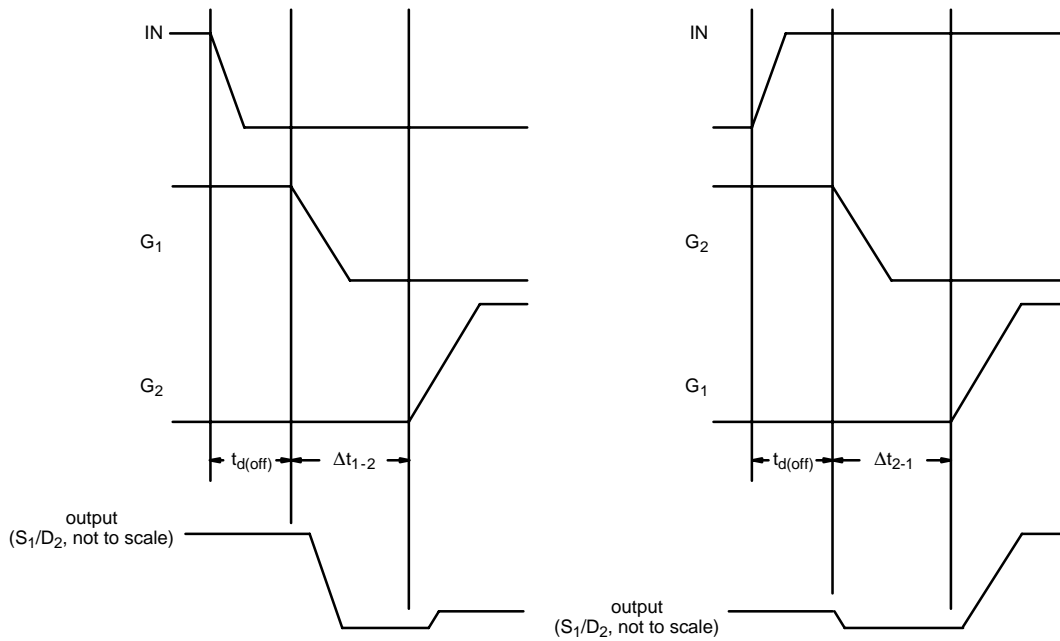 IN
G1
G2
td(off)
Δt1-2
output
(S1/D2, not to scale)
IN
G2
G1
td(off)
Δt2-1
output
(S1/D2, not to scale)